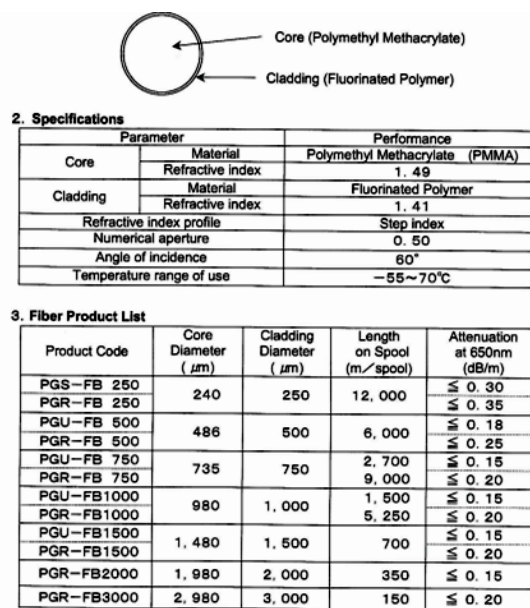 Core (Polymethyl Methacrylate)
Cladding (Fluorinated Polymer)
2. Specifications
Parameter Performance
Core Material Polymethyl Methacrylate (PMMA)
Refractive index 1. 49
Cladding Material Fluorinated Polymer
Refractive index 1. 41
Refractive index profile Step index
Numerical aperture 0. 50
Angle of incidence 60°
Temperature range of use －55～70℃
3. Fiber Product List
Product Code Core Diameter (μm) Cladding Diameter (μm) Length on Spool (m／spool) Attenuation at 650nm (dB/m)
PGS－FB 250 240 250 12, 000 ≦ 0. 30
PGR－FB 250 ≦ 0. 35
PGU－FB 500 486 500 6, 000 ≦ 0. 18
PGR－FB 500 ≦ 0. 25
PGU－FB 750 735 750 2, 700 ≦ 0. 15
PGR－FB 750 9, 000 ≦ 0. 20
PGU－FB1000 980 1, 000 1, 500 ≦ 0. 15
PGR－FB1000 5, 250 ≦ 0. 20
PGU－FB1500 1, 480 1, 500 700 ≦ 0. 15
PGR－FB1500 ≦ 0. 20
PGR－FB2000 1, 980 2, 000 350 ≦ 0. 15
PGR－FB3000 2, 980 3, 000 150 ≦ 0. 20